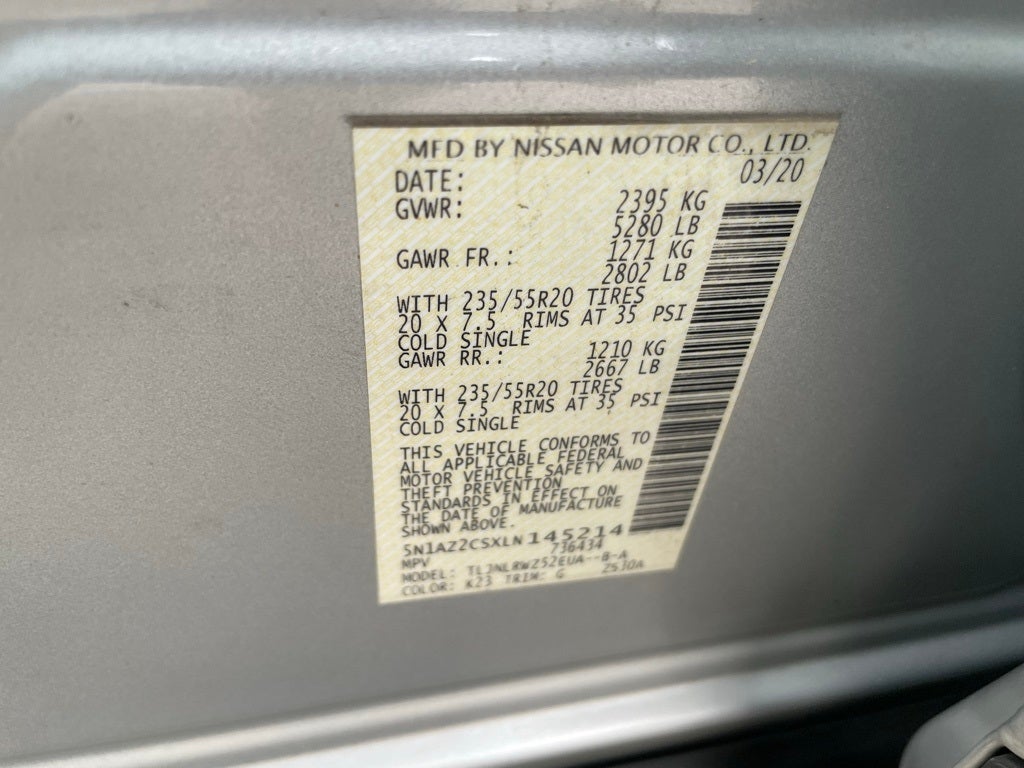 MFD BY NISSAN MOTOR CO., LTD.
DATE: 03/20
GVWR: 2395 KG
5280 LB
GAWR FR.: 1271 KG
2802 LB
WITH 235/55R20 TIRES
20 X 7.5 RIMS AT 35 PSI
COLD SINGLE
GAWR RR.: 1210 KG
2667 LB
WITH 235/55R20 TIRES
20 X 7.5 RIMS AT 35 PSI
COLD SINGLE
THIS VEHICLE CONFORMS TO
ALL APPLICABLE FEDERAL
MOTOR VEHICLE SAFETY AND
THEFT PREVENTION
STANDARDS IN EFFECT ON
THE DATE OF MANUFACTURE
SHOWN ABOVE.
5N1AZ2CSXLN145214
MPV 736434
MODEL:
COLOR: K23 TRIM: G Z530A